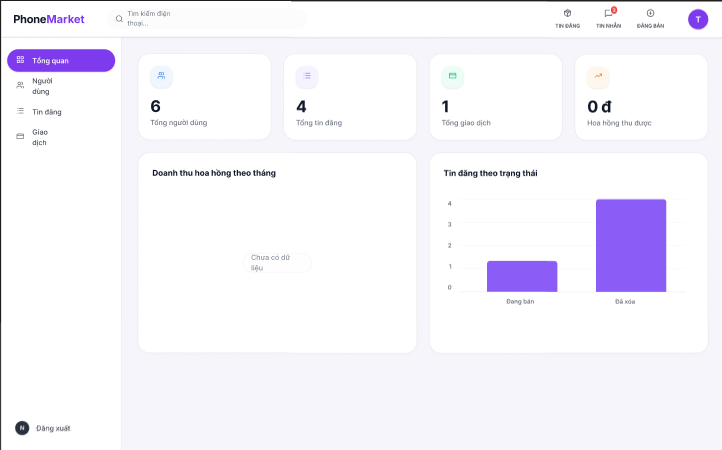 PhoneMarket
Tìm kiếm điện
thoại...
TIN ĐĂNG
3
TIN NHẮN
ĐĂNG BÁN
T
Tổng quan
Người
dùng
Tin đăng
Giao
dịch
6
Tổng người dùng
4
Tổng tin đăng
1
Tổng giao dịch
0 đ
Hoa hồng thu được
Doanh thu hoa hồng theo tháng
Chưa có dữ
liệu
Tin đăng theo trạng thái
4
3
2
1
0
Đang bán
Đã xóa
N
Đăng xuất